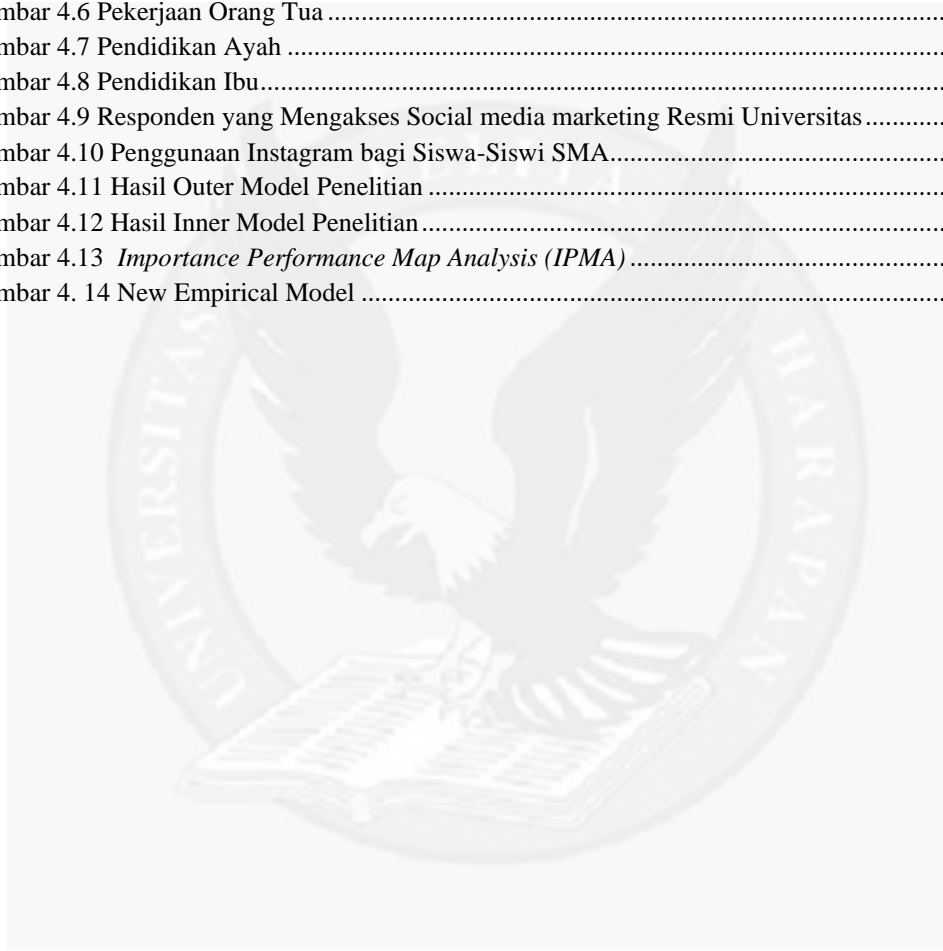 mbar 4.6 Pekerjaan Orang Tua ..........................................................................................
mbar 4.7 Pendidikan Ayah ..........................................................................................
mbar 4.8 Pendidikan Ibu..........................................................................................
mbar 4.9 Responden yang Mengakses Social media marketing Resmi Universitas ............
mbar 4.10 Penggunaan Instagram bagi Siswa-Siswi SMA..................................................
mbar 4.11 Hasil Outer Model Penelitian ..........................................................................
mbar 4.12 Hasil Inner Model Penelitian ..........................................................................
mbar 4.13 Importance Performance Map Analysis (IPMA) ..............................................
mbar 4. 14 New Empirical Model ..........................................................................
UNIVERSITAS PELITA HARAPAN